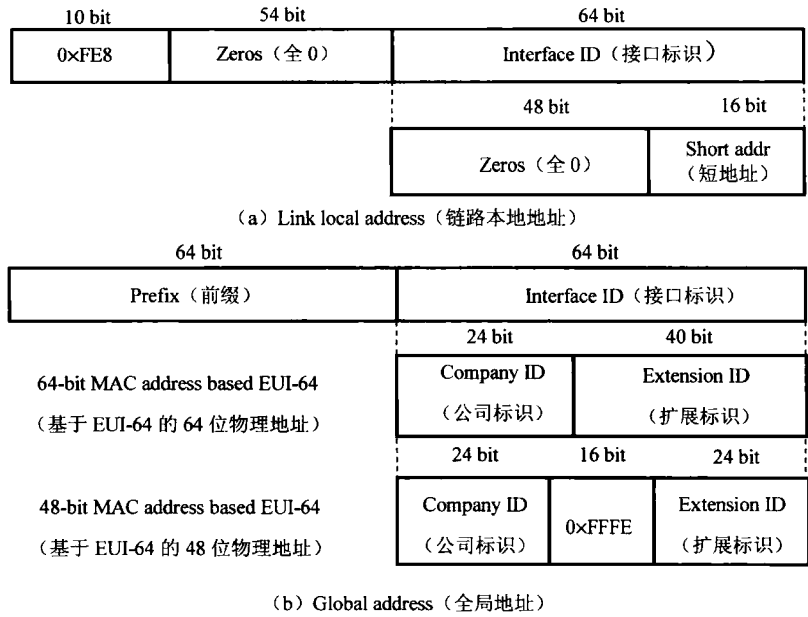 10 bit 54 bit 64 bit
0×FE8 Zeros（全 0） Interface ID（接口标识）
48 bit 16 bit
Zeros（全 0） Short addr
（短地址）
（a）Link local address（链路本地地址）
64 bit 64 bit
Prefix（前缀） Interface ID（接口标识）
24 bit 40 bit
64-bit MAC address based EUI-64 Company ID Extension ID
（基于 EUI-64 的 64 位物理地址） （公司标识） （扩展标识）
24 bit 16 bit 24 bit
48-bit MAC address based EUI-64 Company ID 0×FFFE Extension ID
（基于 EUI-64 的 48 位物理地址） （公司标识） （扩展标识）
（b）Global address（全局地址）